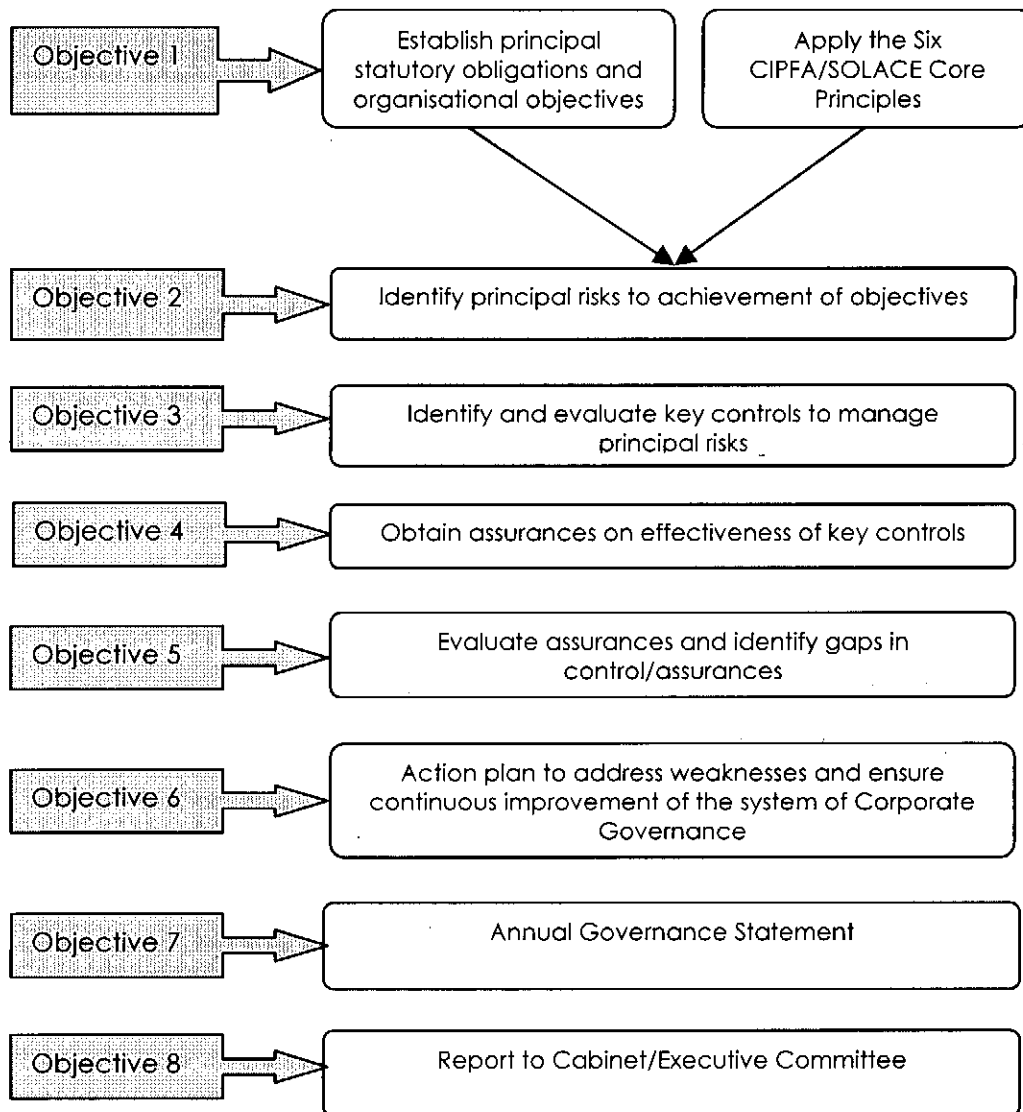 Objective 1
Establish principal
statutory obligations and
organisational objectives
Apply the Six
CIPFA/SOLACE Core
Principles
Objective 2
Identify principal risks to achievement of objectives
Objective 3
Identify and evaluate key controls to manage
principal risks
Objective 4
Obtain assurances on effectiveness of key controls
Objective 5
Evaluate assurances and identify gaps in
control/assurances
Objective 6
Action plan to address weaknesses and ensure
continuous improvement of the system of Corporate
Governance
Objective 7
Annual Governance Statement
Objective 8
Report to Cabinet/Executive Committee